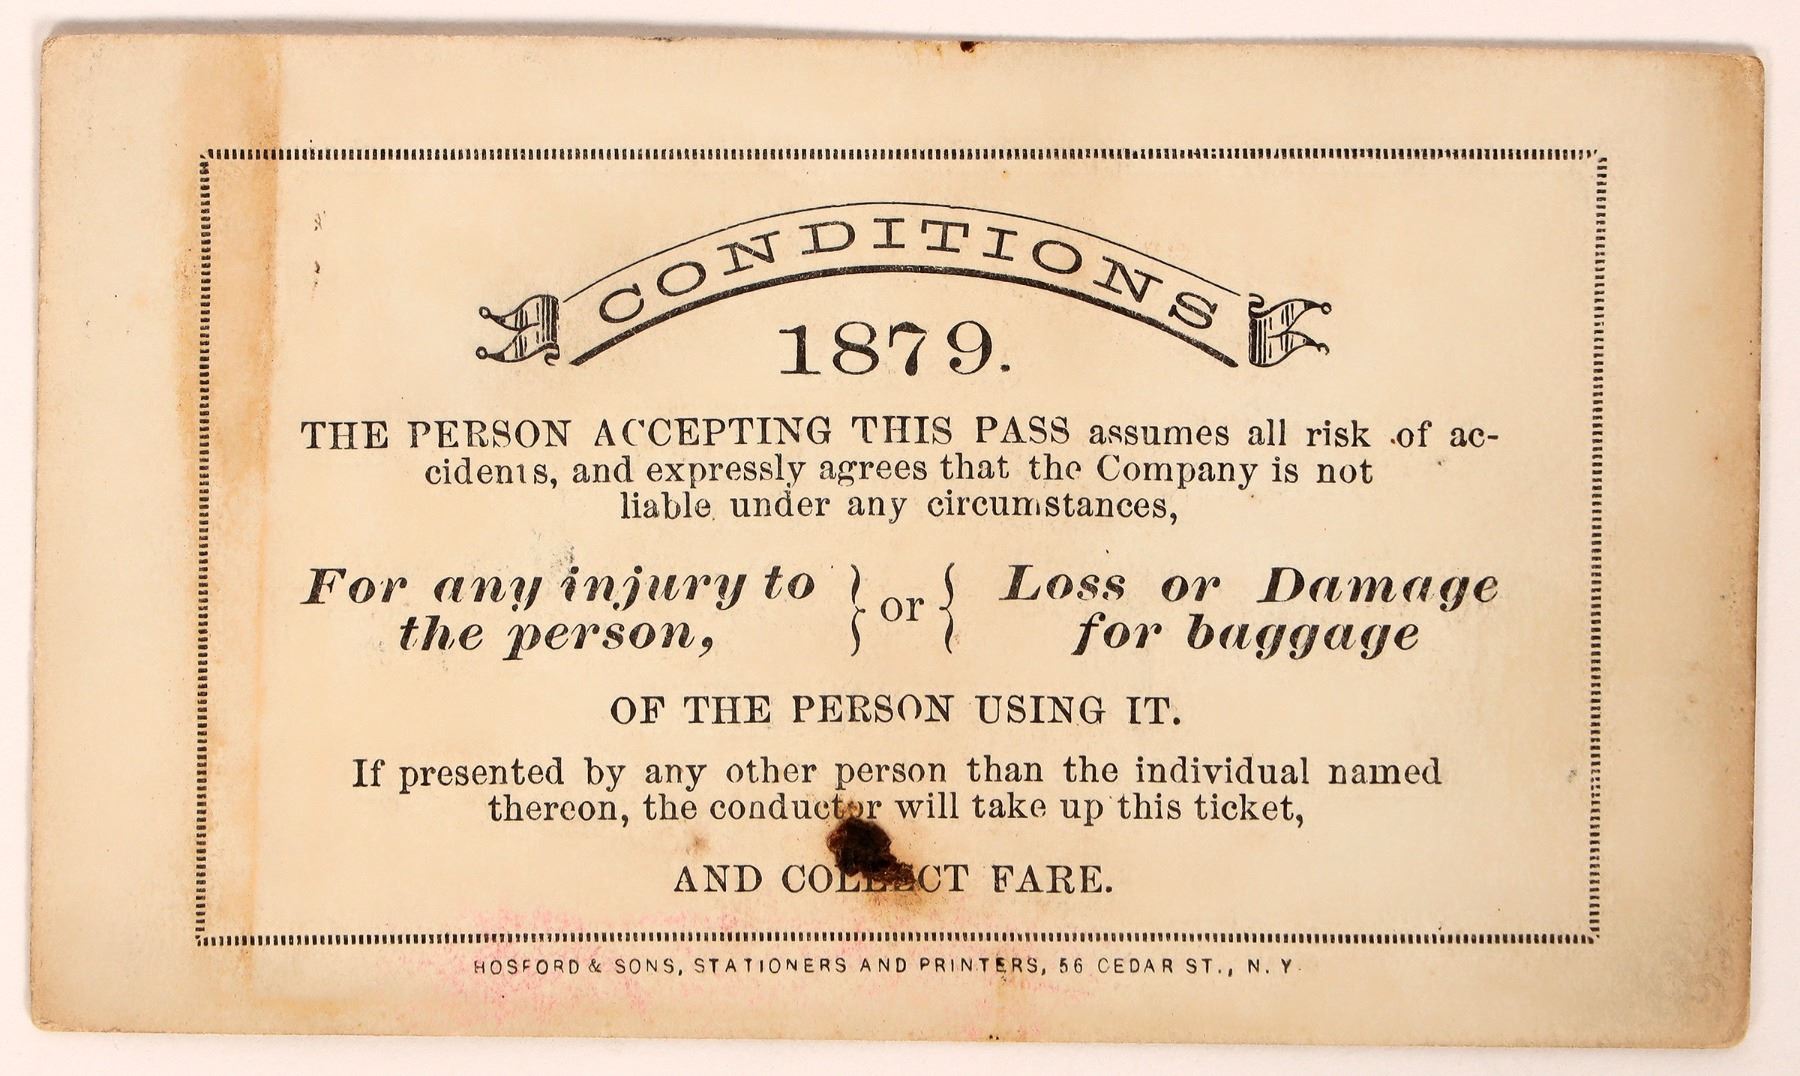 CONDITIONS
1879.
THE PERSON ACCEPTING THIS PASS assumes all risk of ac-
cidents, and expressly agrees that the Company is not
liable under any circumstances,
For any injury to } or { Loss or Damage
the person, for baggage
OF THE PERSON USING IT.
If presented by any other person than the individual named
thereon, the conductor will take up this ticket,
AND COLLECT FARE.
HOSFORD & SONS, STATIONERS AND PRINTERS, 56 CEDAR ST., N. Y.